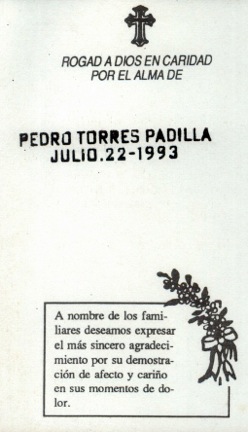 ROGAD A DIOS EN CARIDAD
POR EL ALMA DE
PEDRO TORRES PADILLA
JULIO.22-1993
A nombre de los fami-
liares deseamos expresar
el más sincero agradeci-
miento por su demostra-
ción de afecto y cariño
en sus momentos de do-
lor.